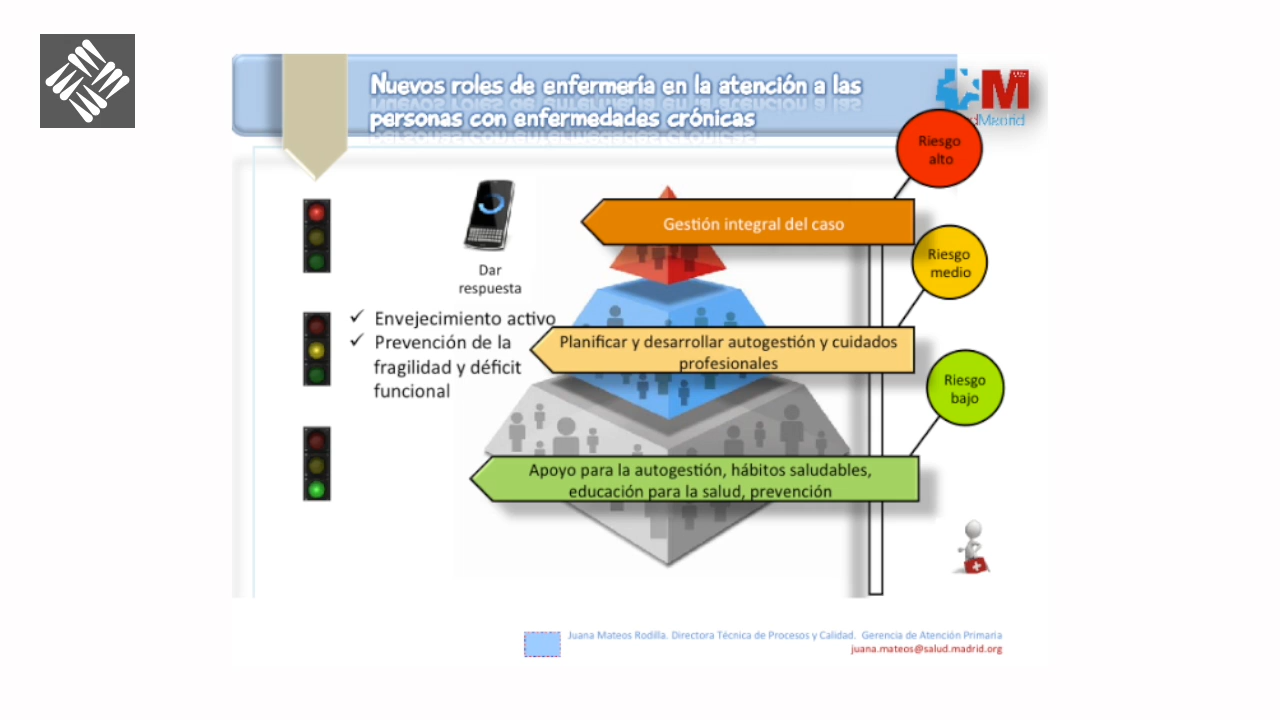 Nuevos roles de enfermería en la atención a las
personas con enfermedades crónicas
M
dMadrid
Riesgo
alto
Gestión integral del caso
Riesgo
medio
Dar
respuesta
✓ Envejecimiento activo
✓ Prevención de la
fragilidad y déficit
funcional
Planificar y desarrollar autogestión y cuidados
profesionales
Riesgo
bajo
Apoyo para la autogestión, hábitos saludables,
educación para la salud, prevención
Juana Mateos Rodilla. Directora Técnica de Procesos y Calidad. Gerencia de Atención Primaria
juana.mateos@salud.madrid.org